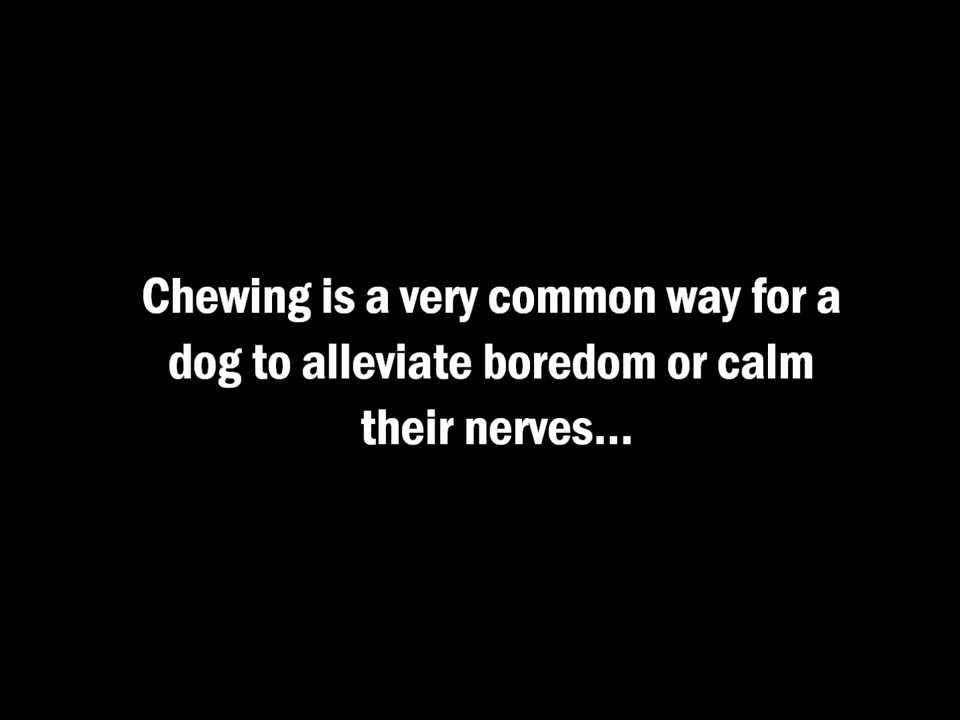 Chewing is a very common way for a
dog to alleviate boredom or calm
their nerves...